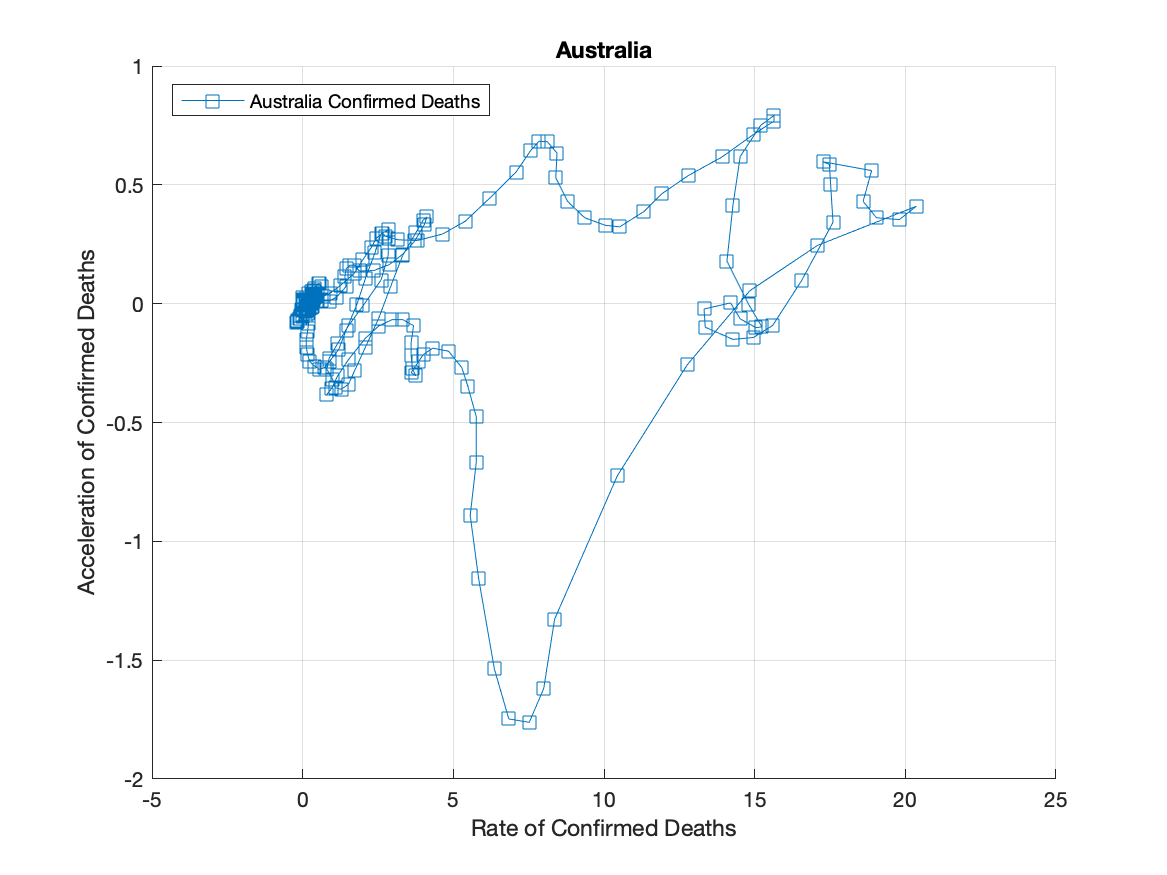 Australia
Australia Confirmed Deaths
1
0.5
0
-0.5
-1
-1.5
-2
Acceleration of Confirmed Deaths
-5 0 5 10 15 20 25
Rate of Confirmed Deaths